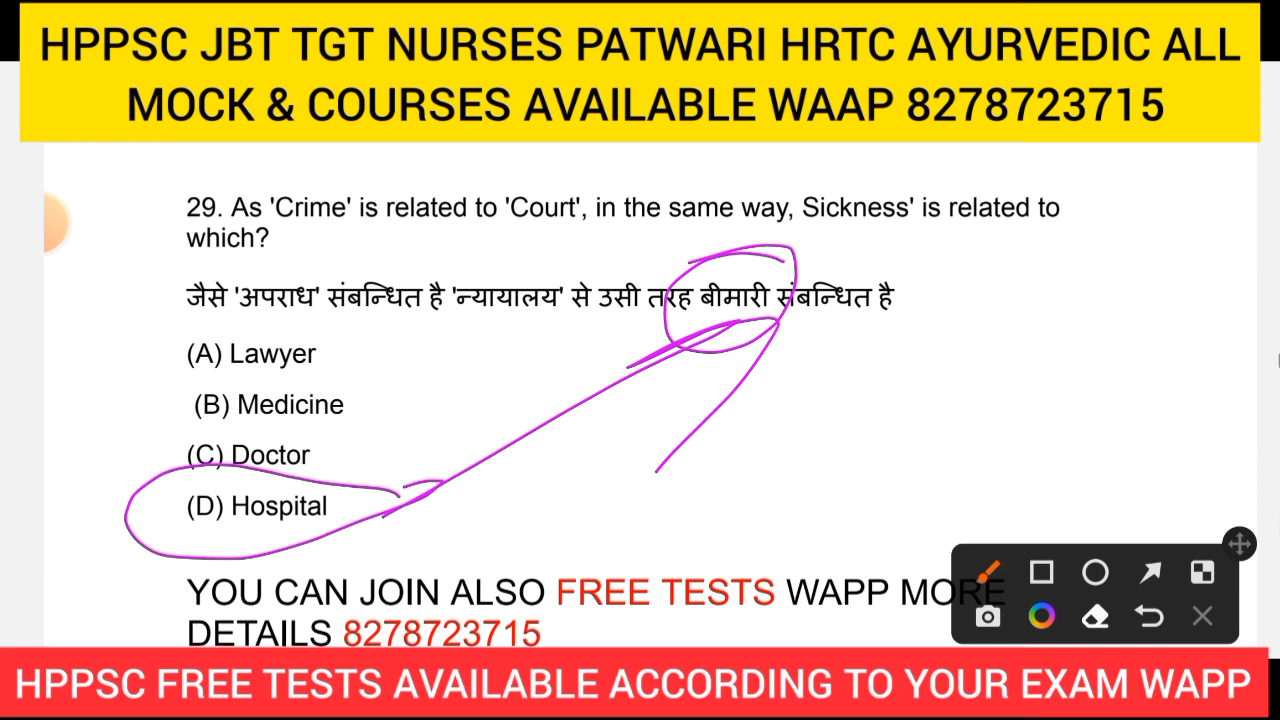 HPPSC JBT TGT NURSES PATWARI HRTC AYURVEDIC ALL
MOCK & COURSES AVAILABLE WAAP 8278723715
29. As 'Crime' is related to 'Court', in the same way, Sickness' is related to
which?
जैसे 'अपराध' संबन्धित है 'न्यायालय' से उसी तरह बीमारी संबन्धित है
(A) Lawyer
(B) Medicine
(C) Doctor
(D) Hospital
YOU CAN JOIN ALSO FREE TESTS WAPP MORE
DETAILS 8278723715
HPPSC FREE TESTS AVAILABLE ACCORDING TO YOUR EXAM WAPP